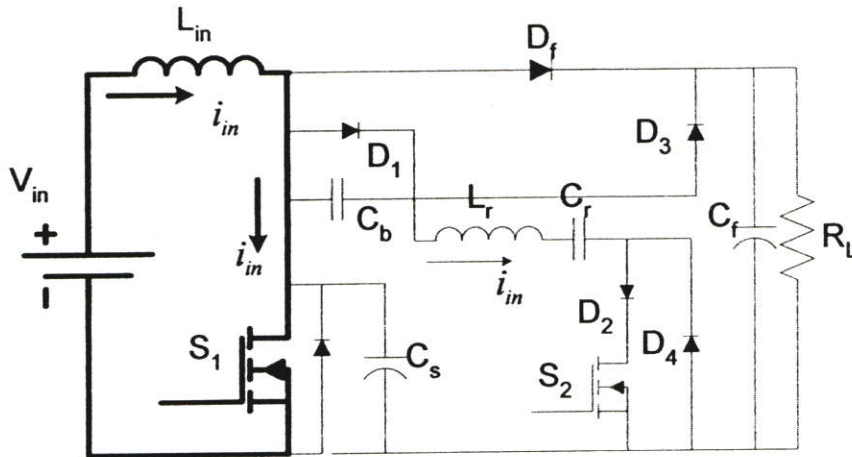 L_in
D_f
i_in
D_1
D_3
V_in
L_r
C_r
+
C_b
C_f
R_L
i_in
i_in
D_2
S_1
C_s
S_2
D_4